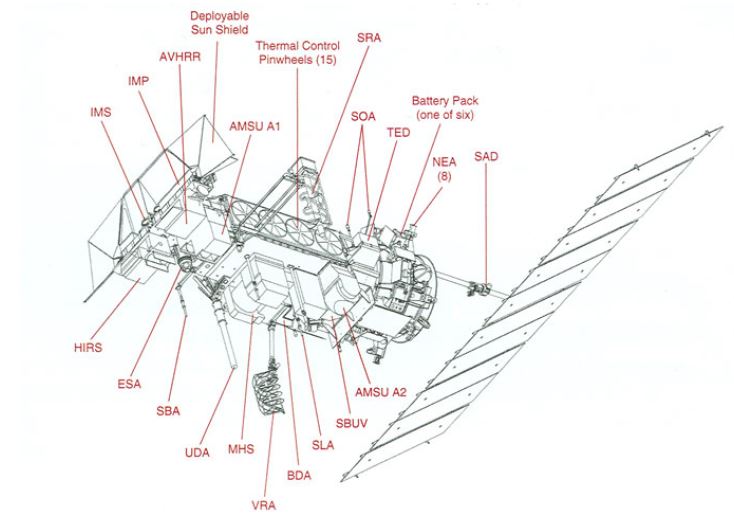 Deployable
Sun Shield
SRA
Thermal Control
Pinwheels (15)
AVHRR
IMP
Battery Pack
(one of six)
IMS
SOA
AMSU A1
TED
NEA
(8)
SAD
HIRS
ESA
AMSU A2
SBA
SBUV
SLA
UDA
MHS
BDA
VRA